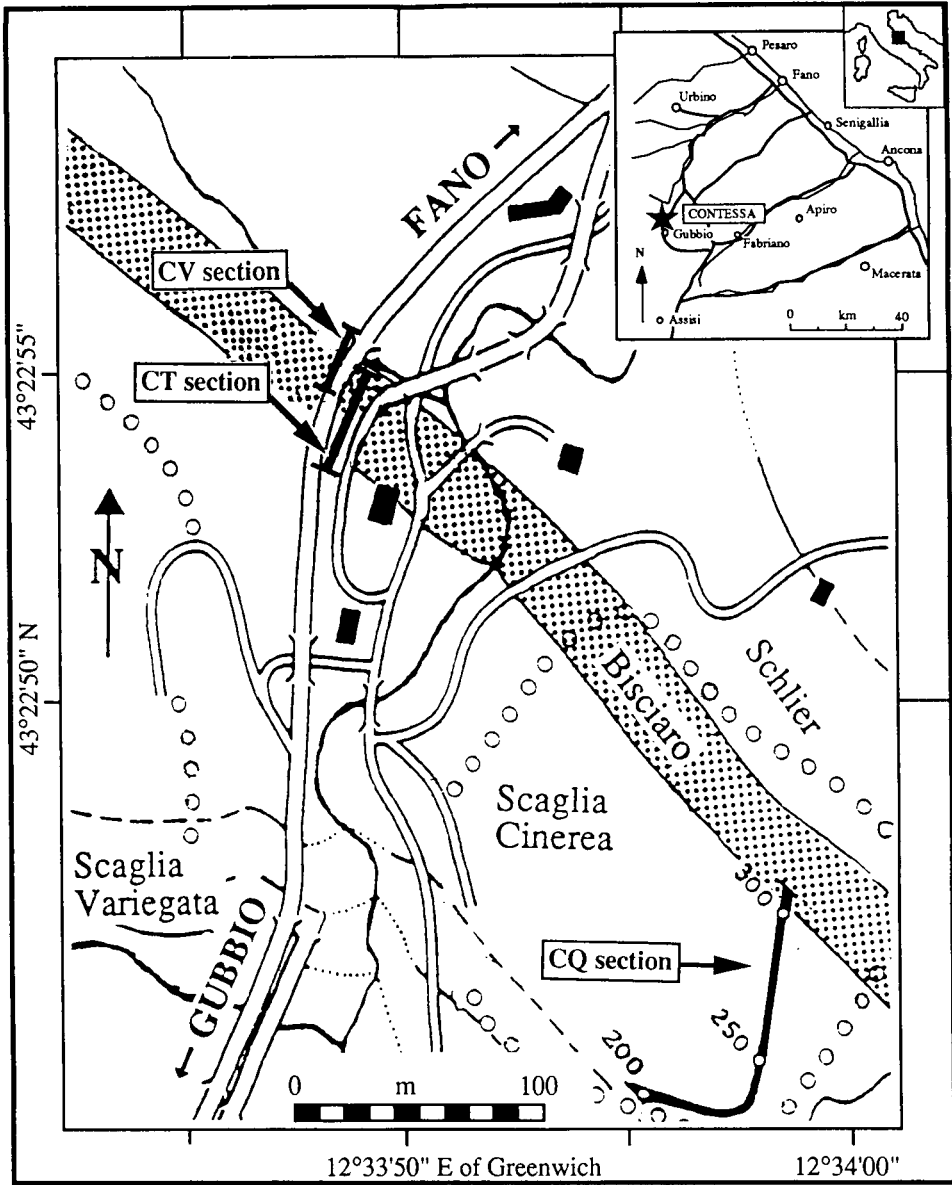 Pesaro
Fano
Urbino
Senigallia
Ancona
CONTESSA
Gubbio
Apiro
Fabriano
N
Macerata
0 km 40
Assisi
FANO →
CV section
CT section
43°22'55"
N
43°22'50" N
Bisciaro
Schlier
Scaglia
Cinerea
Scaglia
Variegata
← GUBBIO
300
CQ section
250
200
0 m 100
12°33'50" E of Greenwich
12°34'00"